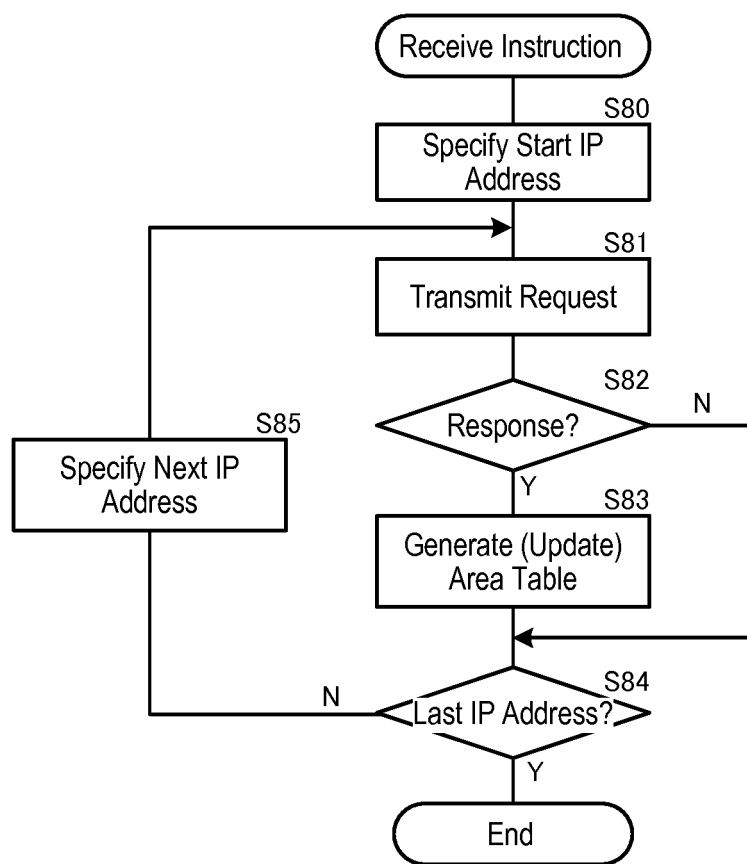 Receive Instruction
S80
Specify Start IP
Address
S81
Transmit Request
S82
Response?
N
Y
S83
Generate (Update)
Area Table
S84
Last IP Address?
N
Y
S85
Specify Next IP
Address
End